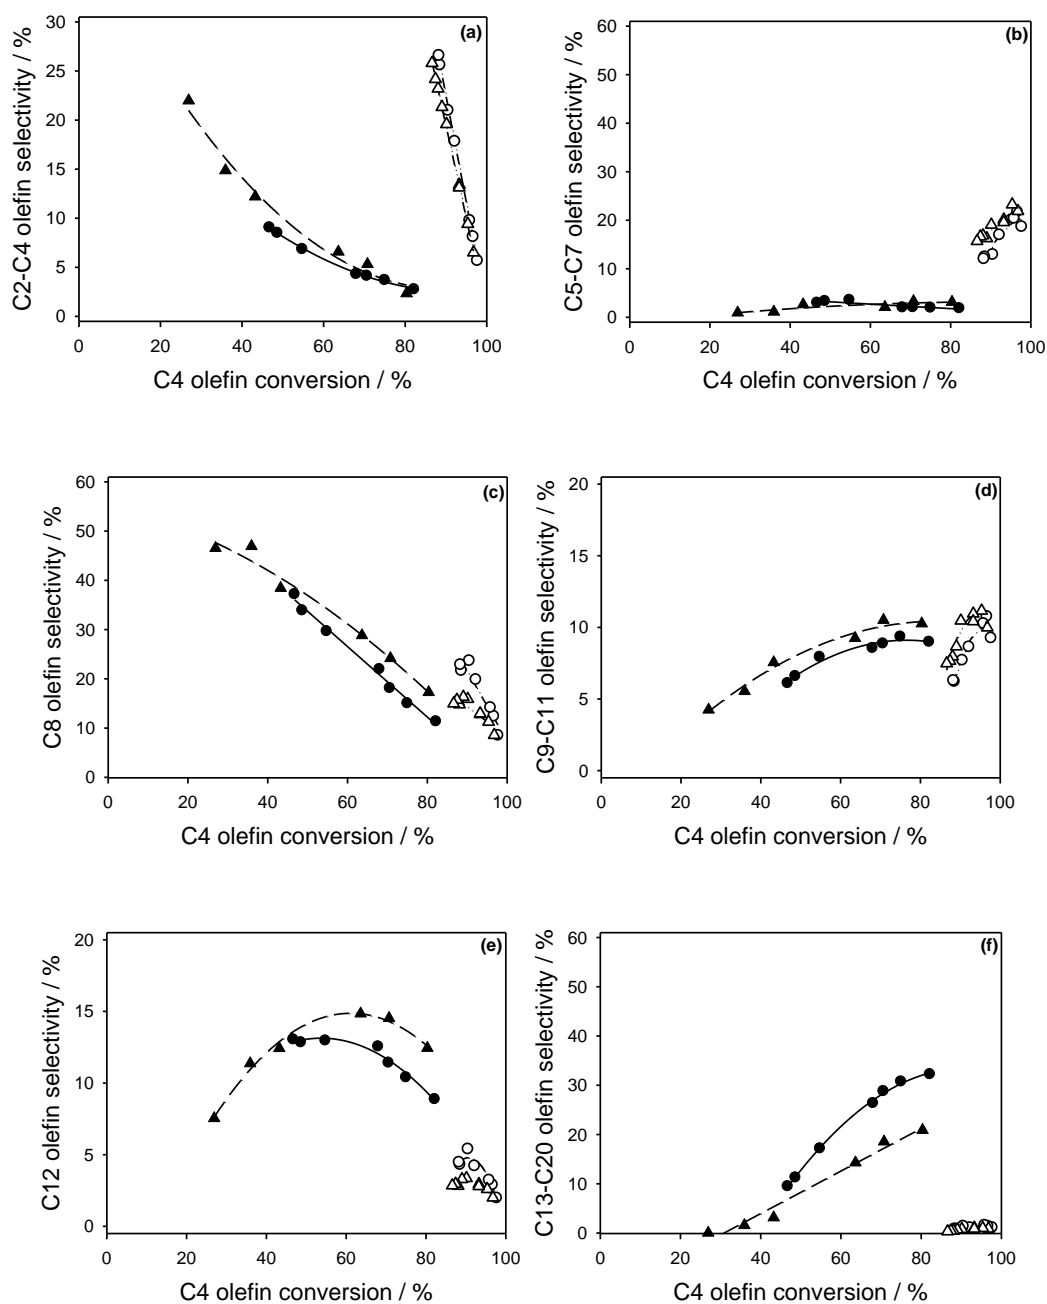 (a)
C2-C4 olefin selectivity / %
30
25
20
15
10
5
0
0 20 40 60 80 100
C4 olefin conversion / %
(b)
C5-C7 olefin selectivity / %
60
50
40
30
20
10
0
0 20 40 60 80 100
C4 olefin conversion / %
(c)
C8 olefin selectivity / %
60
50
40
30
20
10
0
0 20 40 60 80 100
C4 olefin conversion / %
(d)
C9-C11 olefin selectivity / %
20
15
10
5
0
0 20 40 60 80 100
C4 olefin conversion / %
(e)
C12 olefin selectivity / %
20
15
10
5
0
0 20 40 60 80 100
C4 olefin conversion / %
(f)
C13-C20 olefin selectivity / %
60
50
40
30
20
10
0
0 20 40 60 80 100
C4 olefin conversion / %